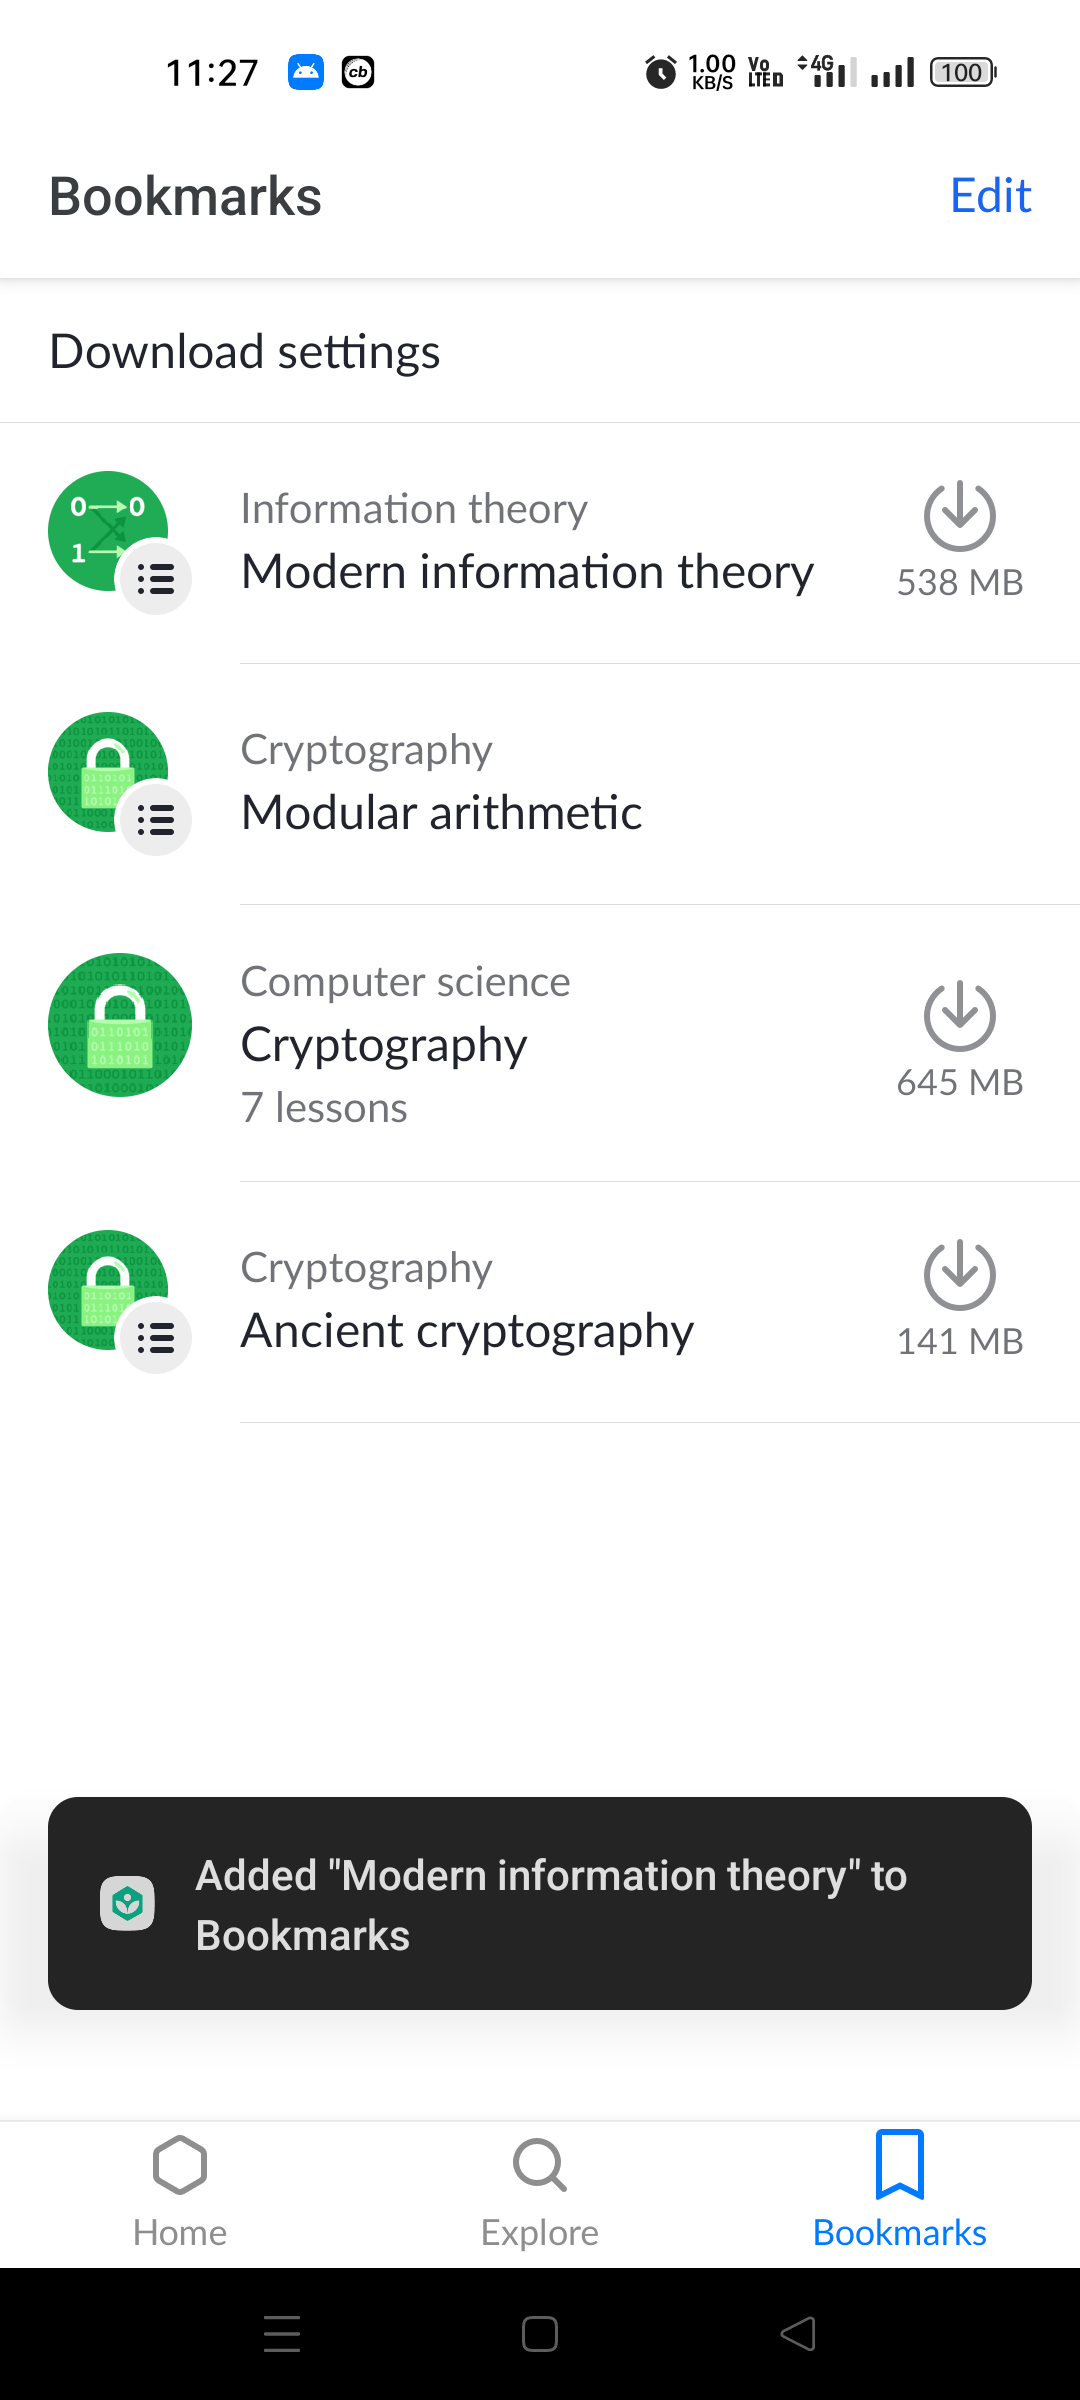 11:27
cb
1.00
KB/S
Vo
LTE D
4G
100
Bookmarks
Edit
Download settings
0 0
1
Information theory
Modern information theory
538 MB
Cryptography
Modular arithmetic
Computer science
Cryptography
7 lessons
645 MB
Cryptography
Ancient cryptography
141 MB
Added "Modern information theory" to
Bookmarks
Home
Explore
Bookmarks